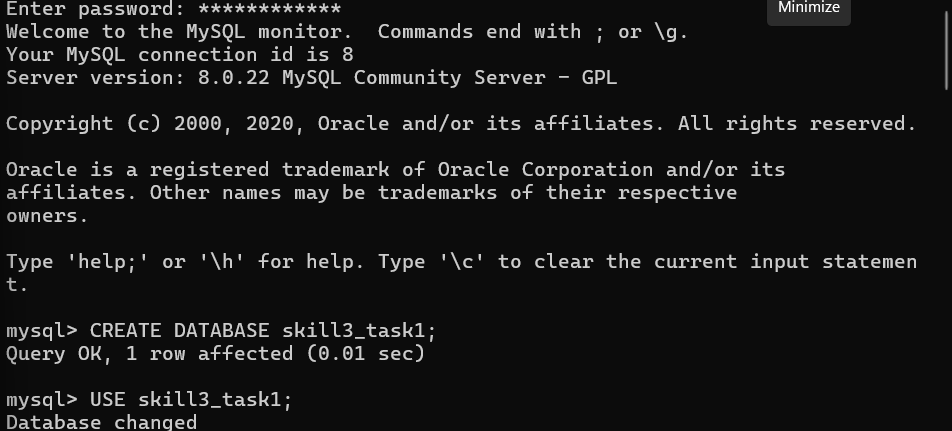 Minimize
Enter password: ************
Welcome to the MySQL monitor.  Commands end with ; or \g.
Your MySQL connection id is 8
Server version: 8.0.22 MySQL Community Server - GPL
Copyright (c) 2000, 2020, Oracle and/or its affiliates. All rights reserved.
Oracle is a registered trademark of Oracle Corporation and/or its
affiliates. Other names may be trademarks of their respective
owners.
Type 'help;' or '\h' for help. Type '\c' to clear the current input statemen
t.
mysql> CREATE DATABASE skill3_task1;
Query OK, 1 row affected (0.01 sec)
mysql> USE skill3_task1;
Database changed